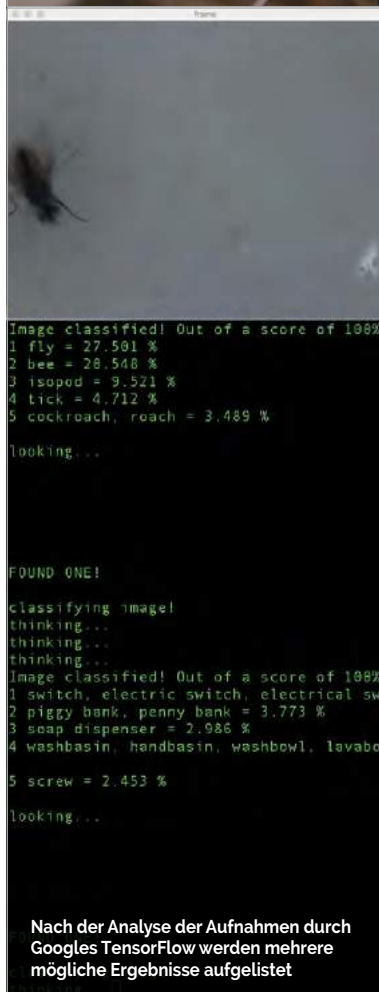 frame
Image classified! Out of a score of 100%
1 fly = 27.501 %
2 bee = 20.548 %
3 isopod = 9.521 %
4 tick = 4.712 %
5 cockroach, roach = 3.489 %
looking...
FOUND ONE!
classifying image!
thinking...
thinking...
thinking...
Image classified! Out of a score of 100%
1 switch, electric switch, electrical sw
2 piggy bank, penny bank = 3.773 %
3 soap dispenser = 2.986 %
4 washbasin, handbasin, washbowl, lavabo
5 screw = 2.453 %
looking...
Nach der Analyse der Aufnahmen durch
Googles TensorFlow werden mehrere
mögliche Ergebnisse aufgelistet
thinking...